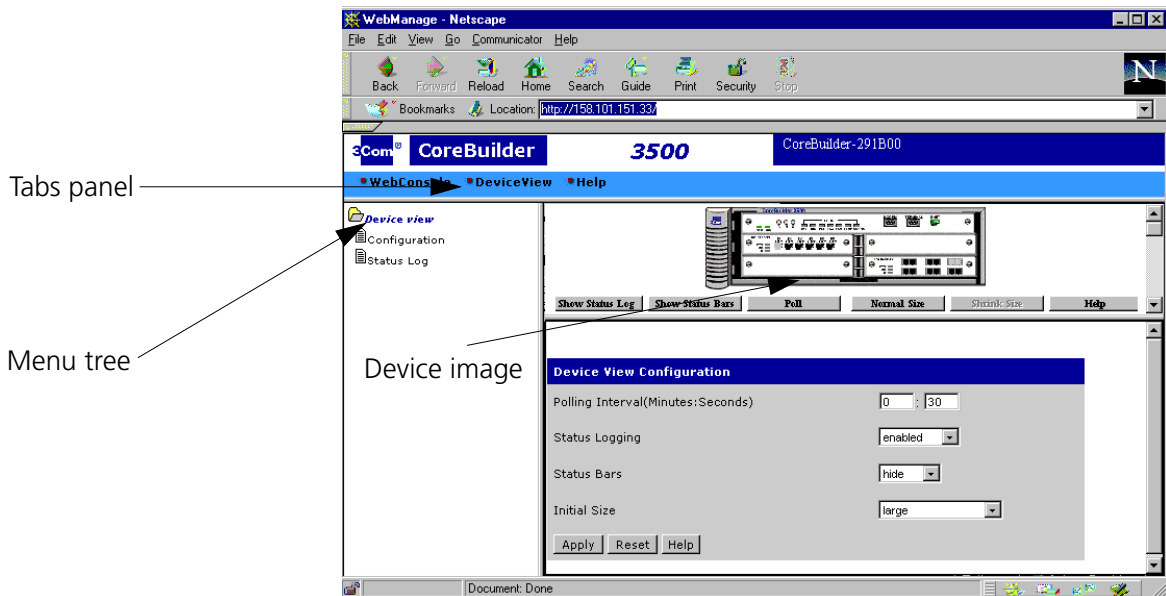 WebManage - Netscape
File Edit View Go Communicator Help
Back Forward Reload Home Search Guide Print Security Stop
N
Bookmarks Location: http://158.101.151.33/
3Com® CoreBuilder 3500 CoreBuilder-291B00
Tabs panel
WebConsole DeviceView Help
Device view
Configuration
Status Log
CoreBuilder 3500
Show Status Log Show Status Bars Poll Normal Size Shrink Size Help
Menu tree
Device image
Device View Configuration
Polling Interval(Minutes:Seconds) 0 : 30
Status Logging enabled
Status Bars hide
Initial Size large
Apply Reset Help
Document: Done